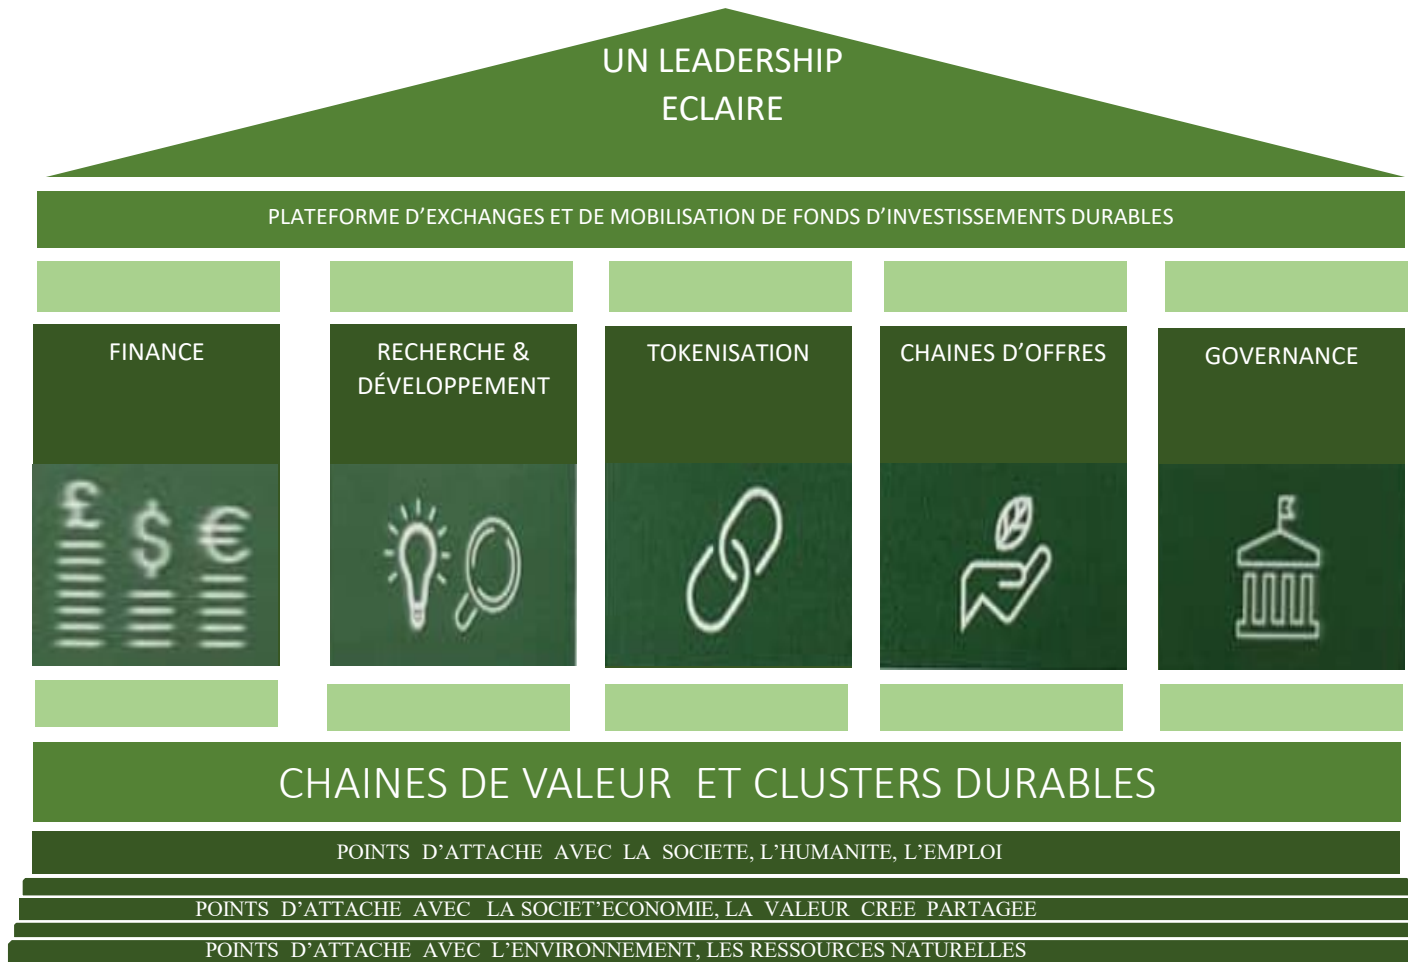 UN LEADERSHIP
ECLAIRE
PLATEFORME D’EXCHANGES ET DE MOBILISATION DE FONDS D’INVESTISSEMENTS DURABLES
FINANCE
RECHERCHE &
DÉVELOPPEMENT
TOKENISATION
CHAINES D’OFFRES
GOVERNANCE
£
$
€
CHAINES DE VALEUR ET CLUSTERS DURABLES
POINTS D’ATTACHE AVEC LA SOCIETE, L’HUMANITE, L’EMPLOI
POINTS D’ATTACHE AVEC LA SOCIET’ECONOMIE, LA VALEUR CREE PARTAGEE
POINTS D’ATTACHE AVEC L’ENVIRONNEMENT, LES RESSOURCES NATURELLES